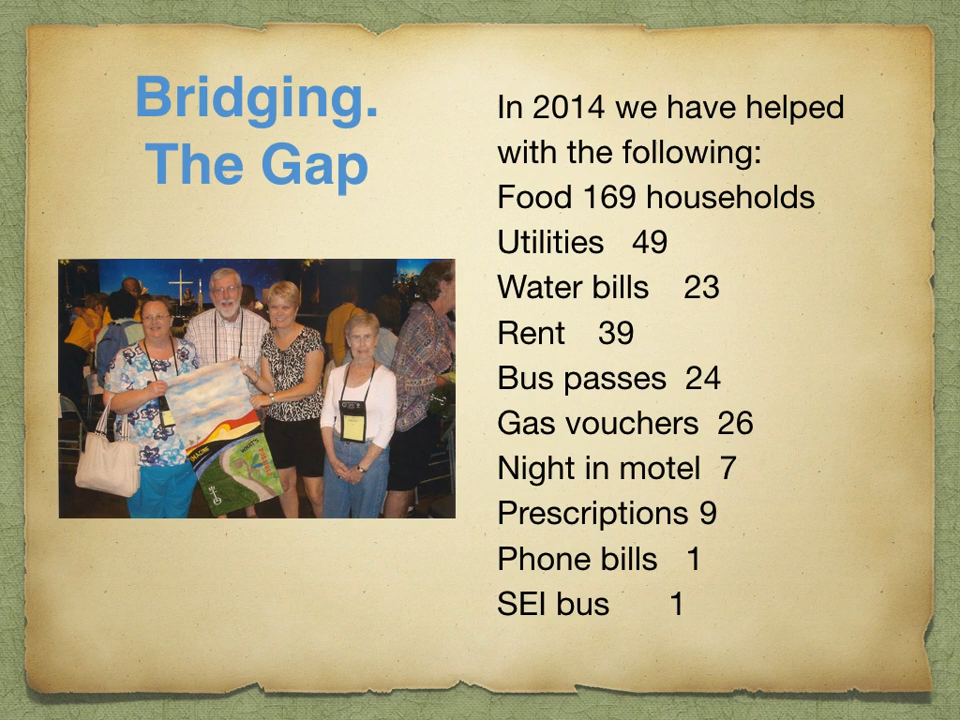 Bridging.
The Gap
In 2014 we have helped
with the following:
Food 169 households
Utilities 49
Water bills 23
Rent 39
Bus passes 24
Gas vouchers 26
Night in motel 7
Prescriptions 9
Phone bills 1
SEI bus 1
IMAGINE
WHAT'S